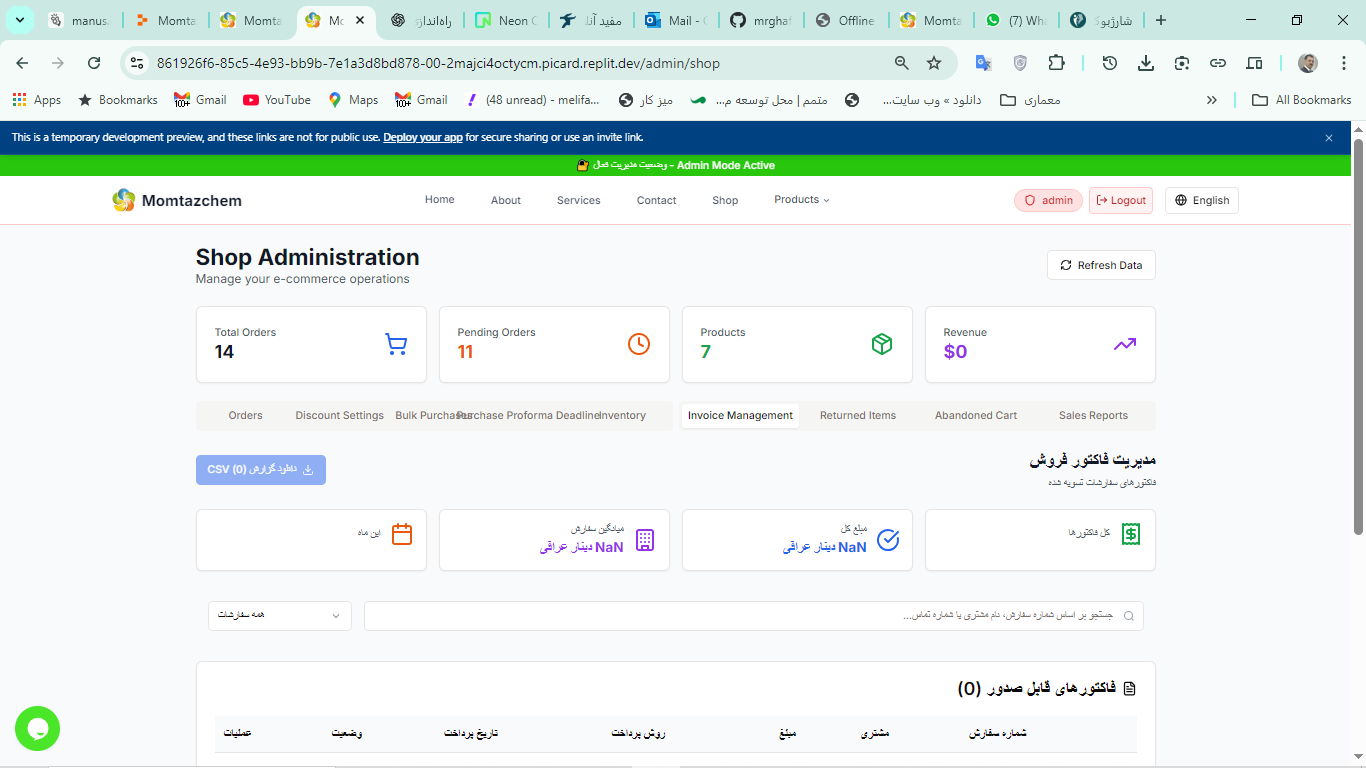 manus.
Momta
Momta
Mo
راه‌انداز
Neon C
مفید آنل
Mail - C
mrghaf
Offline
Momta
(7) Wha
شارژبوک
861926f6-85c5-4e93-bb9b-7e1a3d8bd878-00-2majci4octycm.picard.replit.dev/admin/shop
Apps
Bookmarks
Gmail
YouTube
Maps
Gmail
(48 unread) - melifa...
میز کار
متمم | محل توسعه م...
دانلود » وب سایت...
معماری
All Bookmarks
This is a temporary development preview, and these links are not for public use. Deploy your app for secure sharing or use an invite link.
وضعیت مدیریت فعال - Admin Mode Active
Momtazchem
Home
About
Services
Contact
Shop
Products
admin
Logout
English
Shop Administration
Manage your e-commerce operations
Refresh Data
Total Orders
14
Pending Orders
11
Products
7
Revenue
$0
Orders
Discount Settings
Bulk Purchases
Purchase Proforma Deadline
Inventory
Invoice Management
Returned Items
Abandoned Cart
Sales Reports
مدیریت فاکتور فروش
فاکتورهای سفارشات تسویه شده
دانلود گزارش CSV (0)
کل فاکتورها
مبلغ کل
NaN دینار عراقی
میانگین سفارش
NaN دینار عراقی
این ماه
جستجو بر اساس شماره سفارش، نام مشتری یا شماره تماس...
همه سفارشات
فاکتورهای قابل صدور (0)
شماره سفارش
مشتری
مبلغ
روش پرداخت
تاریخ پرداخت
وضعیت
عملیات